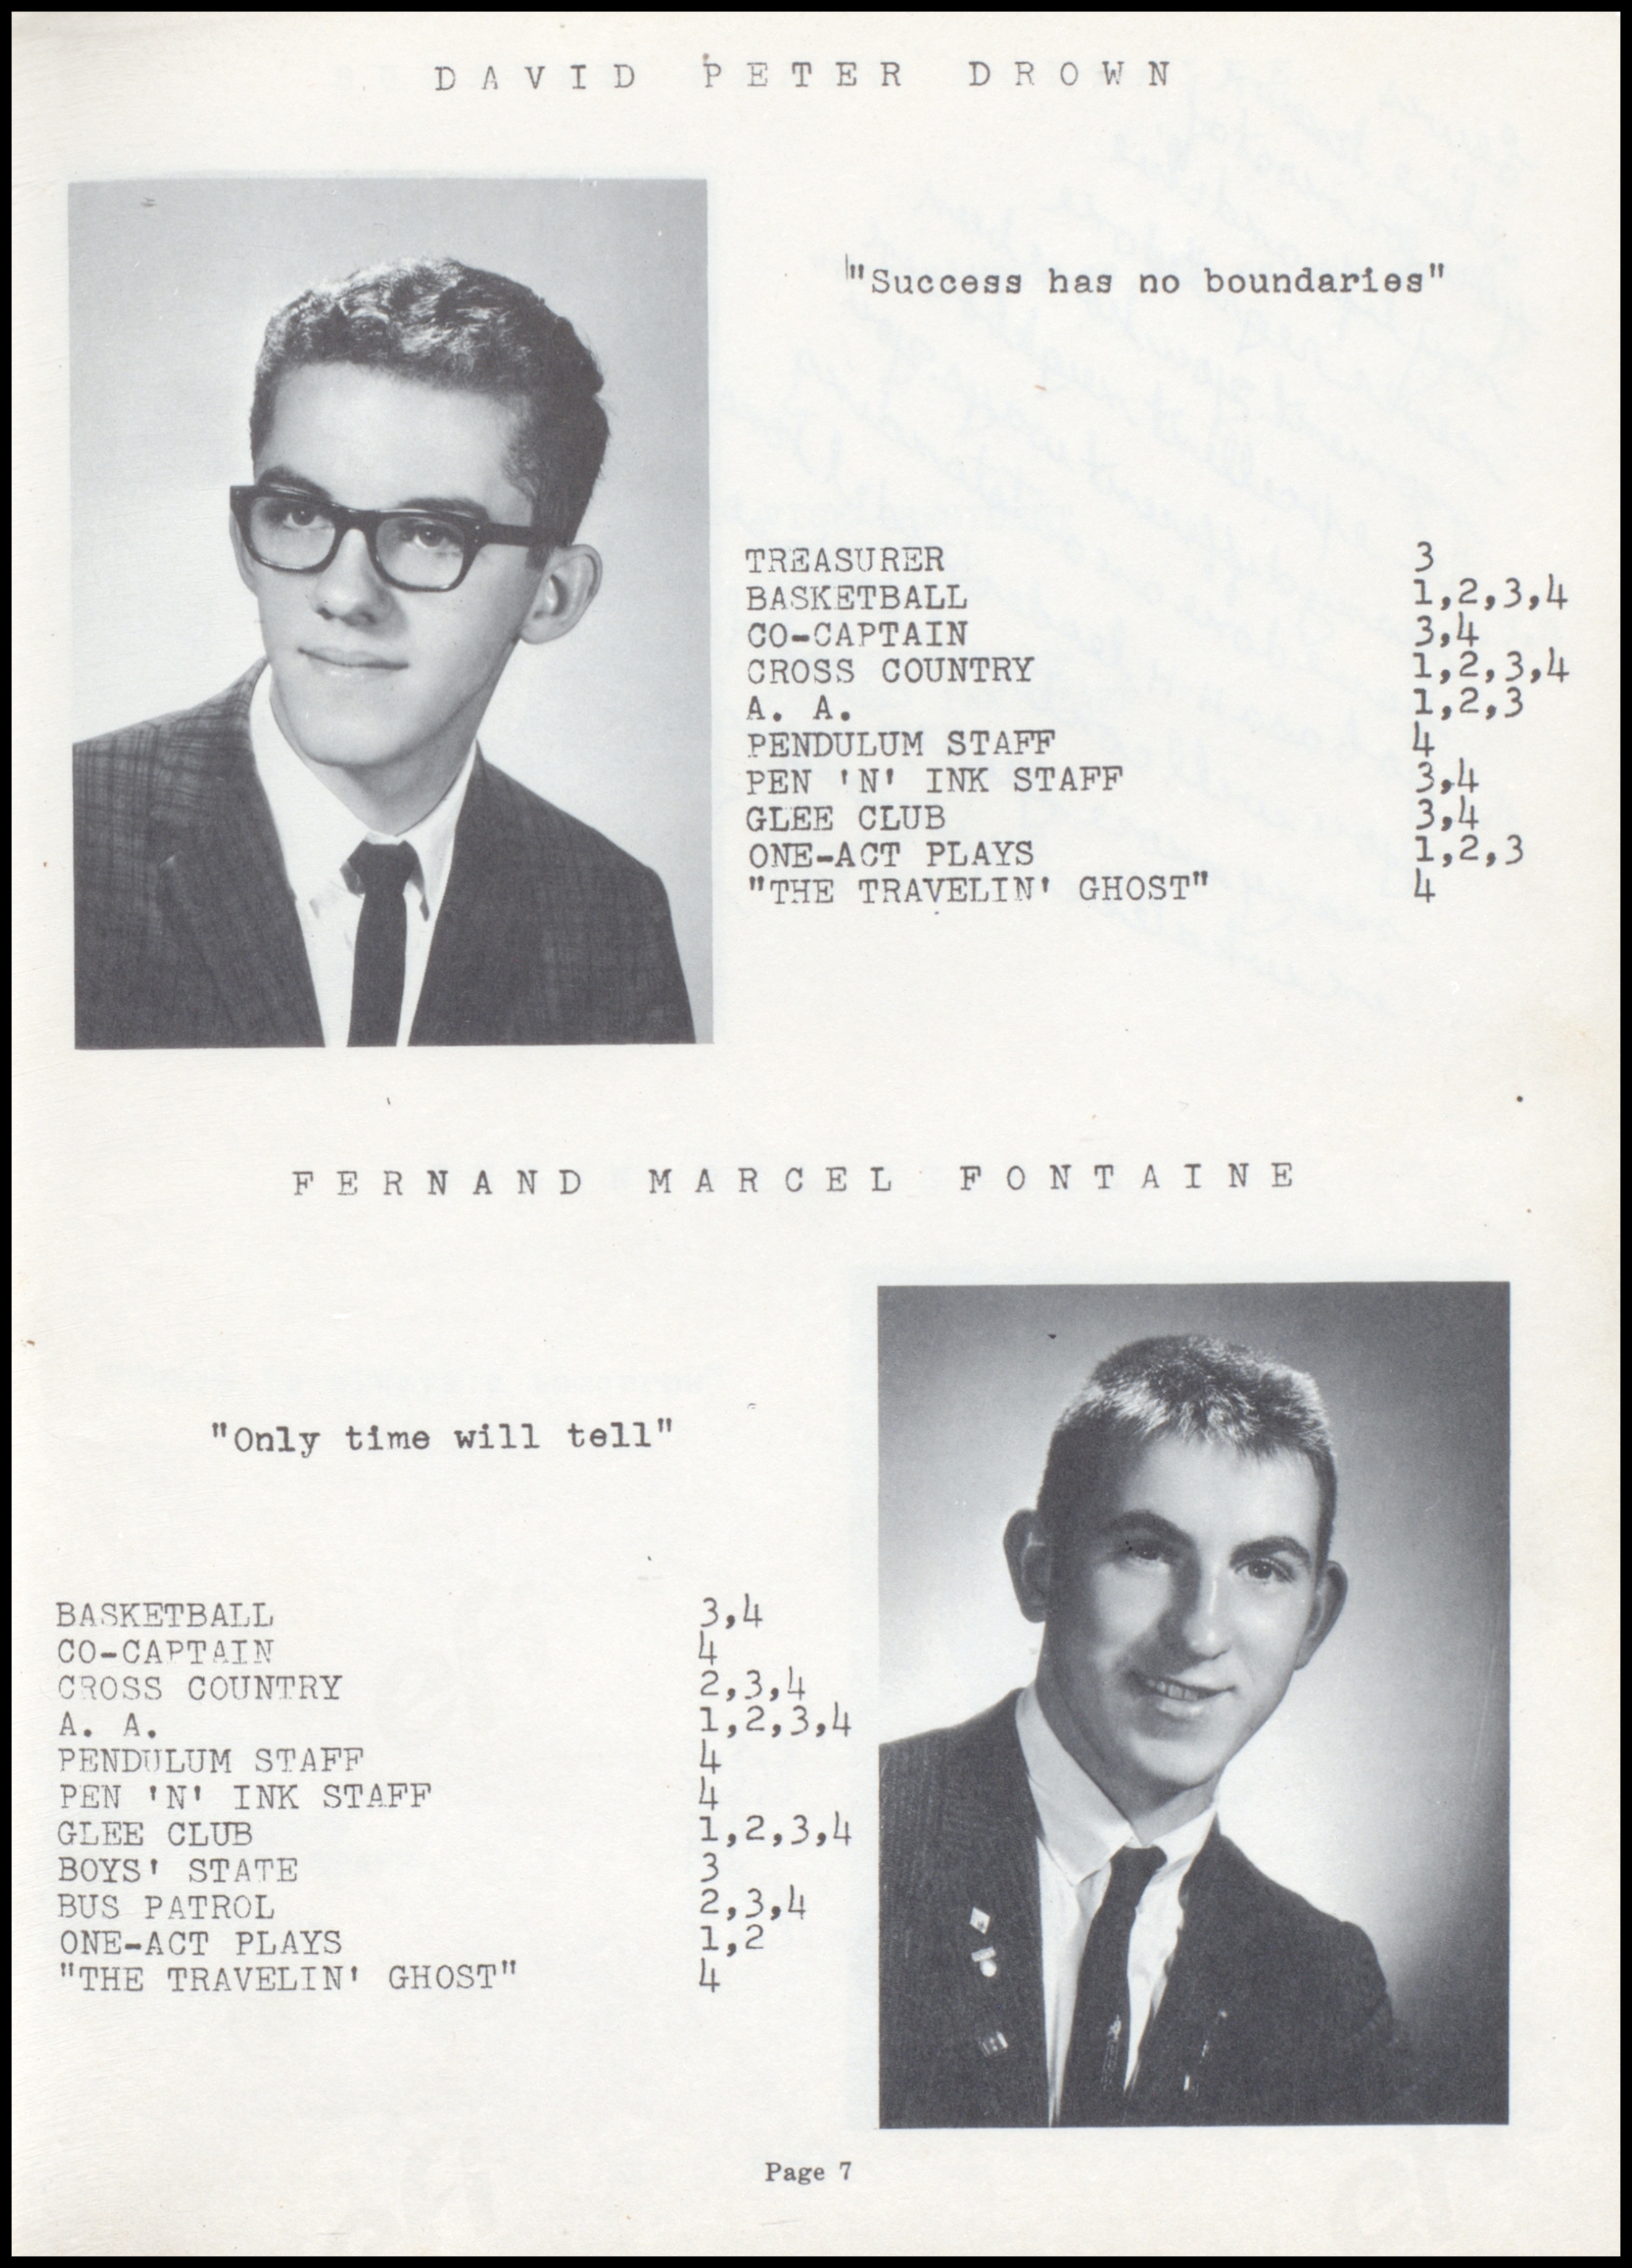 DAVID PETER DROWN
"Success has no boundaries"
TREASURER 3
BASKETBALL 1,2,3,4
CO-CAPTAIN 3,4
CROSS COUNTRY 1,2,3,4
A. A. 1,2,3
PENDULUM STAFF 4
PEN 'N' INK STAFF 3,4
GLEE CLUB 3,4
ONE-ACT PLAYS 1,2,3
"THE TRAVELIN' GHOST" 4
FERNAND MARCEL FONTAINE
"Only time will tell"
BASKETBALL 3,4
CO-CAPTAIN 4
CROSS COUNTRY 2,3,4
A. A. 1,2,3,4
PENDULUM STAFF 4
PEN 'N' INK STAFF 4
GLEE CLUB 1,2,3,4
BOYS' STATE 3
BUS PATROL 2,3,4
ONE-ACT PLAYS 1,2
"THE TRAVELIN' GHOST" 4
Page 7